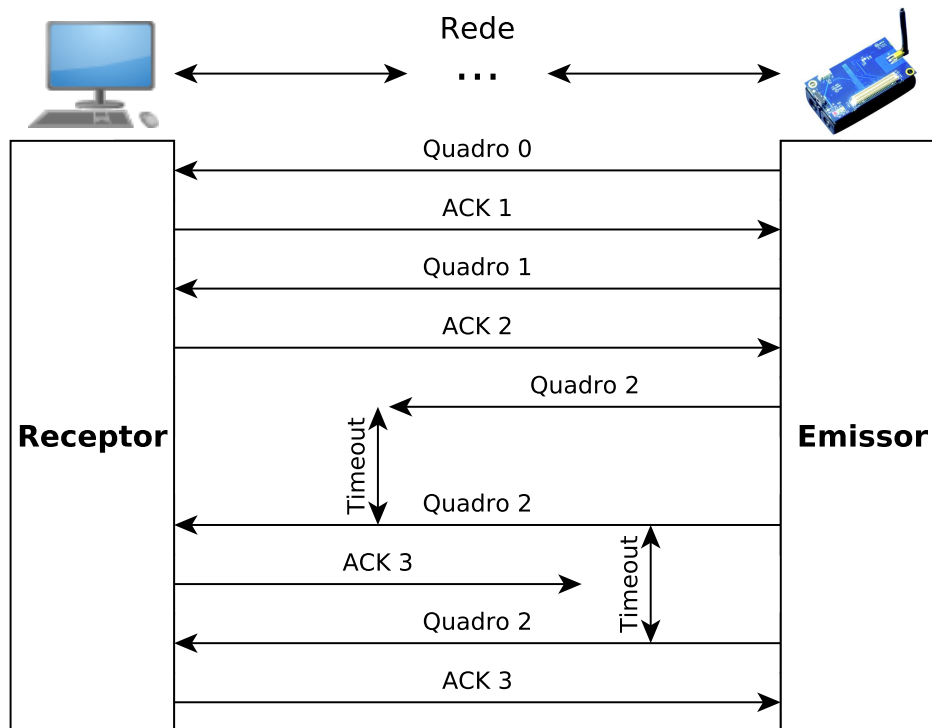 Rede
...
Quadro 0
ACK 1
Quadro 1
ACK 2
Quadro 2
Receptor
Timeout
Emissor
Quadro 2
ACK 3
Timeout
Quadro 2
ACK 3